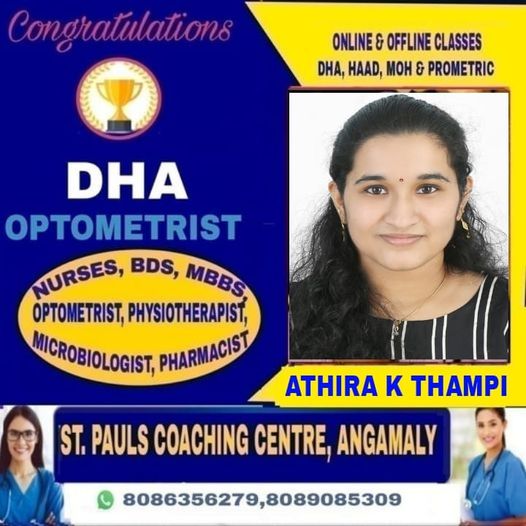 Congratulations
DHA
OPTOMETRIST
NURSES, BDS, MBBS,
OPTOMETRIST, PHYSIOTHERAPIST,
MICROBIOLOGIST, PHARMACIST
ONLINE & OFFLINE CLASSES
DHA, HAAD, MOH & PROMETRIC
ATHIRA K THAMPI
ST. PAULS COACHING CENTRE, ANGAMALY
8086356279,8089085309